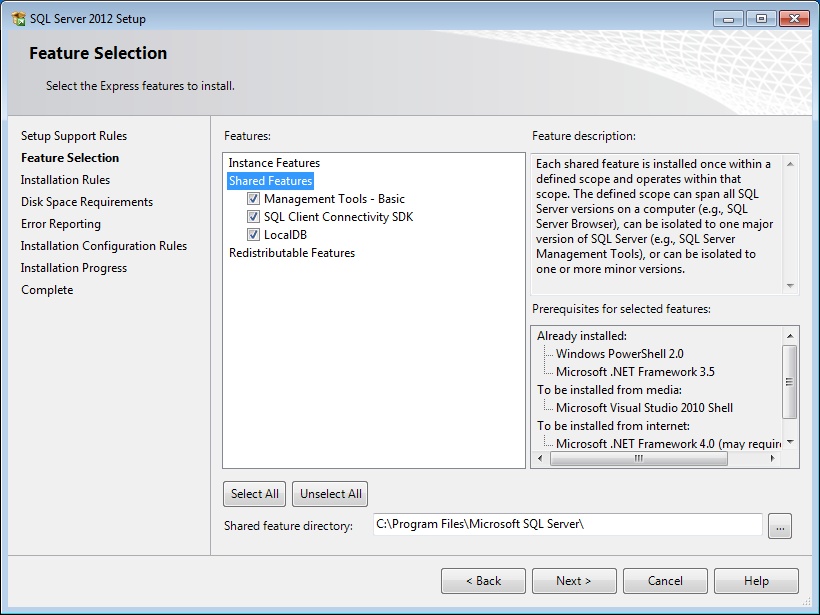 SQL Server 2012 Setup
Feature Selection
Select the Express features to install.
Setup Support Rules
Feature Selection
Installation Rules
Disk Space Requirements
Error Reporting
Installation Configuration Rules
Installation Progress
Complete
Features:
Instance Features
Shared Features
Management Tools - Basic
SQL Client Connectivity SDK
LocalDB
Redistributable Features
Feature description:
Each shared feature is installed once within a
defined scope and operates within that
scope. The defined scope can span all SQL
Server versions on a computer (e.g., SQL
Server Browser), can be isolated to one major
version of SQL Server (e.g., SQL Server
Management Tools), or can be isolated to
one or more minor versions.
Prerequisites for selected features:
Already installed:
Windows PowerShell 2.0
Microsoft .NET Framework 3.5
To be installed from media:
Microsoft Visual Studio 2010 Shell
To be installed from internet:
Microsoft .NET Framework 4.0 (may require
Select All
Unselect All
Shared feature directory:
C:\Program Files\Microsoft SQL Server\
...
< Back
Next >
Cancel
Help